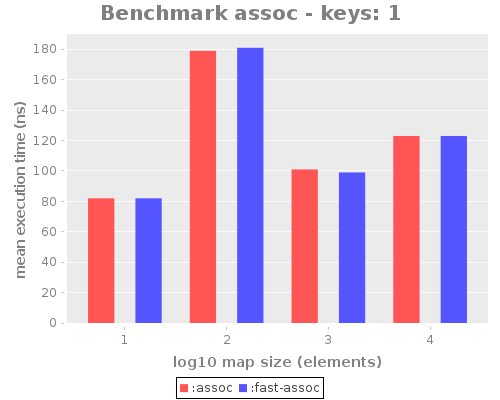 Benchmark assoc - keys: 1
mean execution time (ns)
180
160
140
120
100
80
60
40
20
0
1 2 3 4
log10 map size (elements)
:assoc :fast-assoc